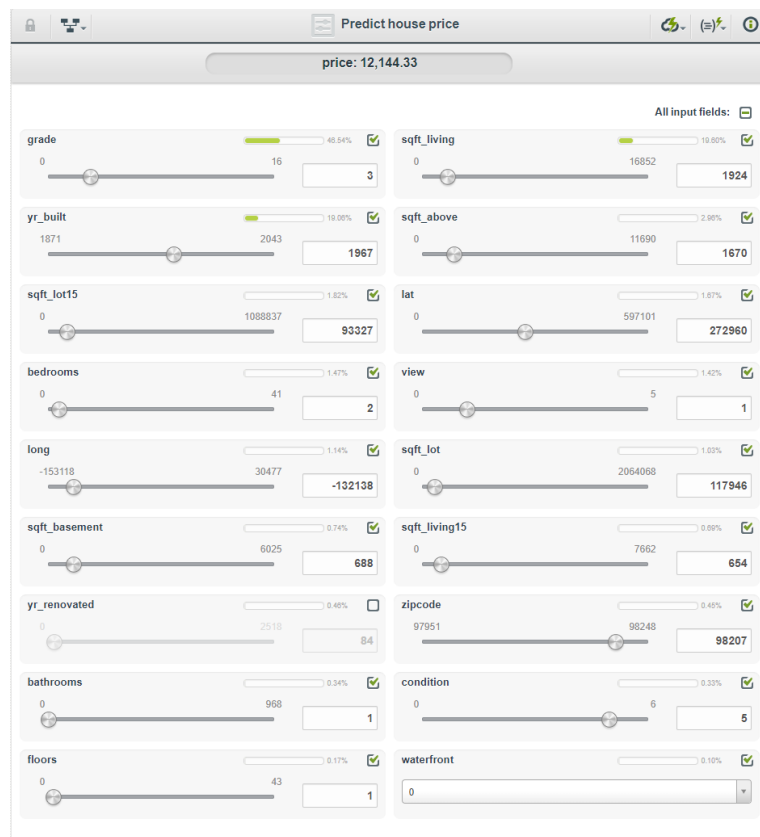 Predict house price
price: 12,144.33
All input fields:
grade 46.54% sqft_living 19.60%
0 16 0 16852
3 1924
yr_built 19.06% sqft_above 2.96%
1871 2043 0 11690
1967 1670
sqft_lot15 1.82% lat 1.67%
0 1088837 0 597101
93327 272960
bedrooms 1.47% view 1.42%
0 41 0 5
2 1
long 1.14% sqft_lot 1.03%
-153118 30477 0 2064068
-132138 117946
sqft_basement 0.74% sqft_living15 0.69%
0 6025 0 7662
688 654
yr_renovated 0.46% zipcode 0.45%
0 2518 97951 98248
84 98207
bathrooms 0.34% condition 0.33%
0 968 0 6
1 5
floors 0.17% waterfront 0.10%
0 43 0
1